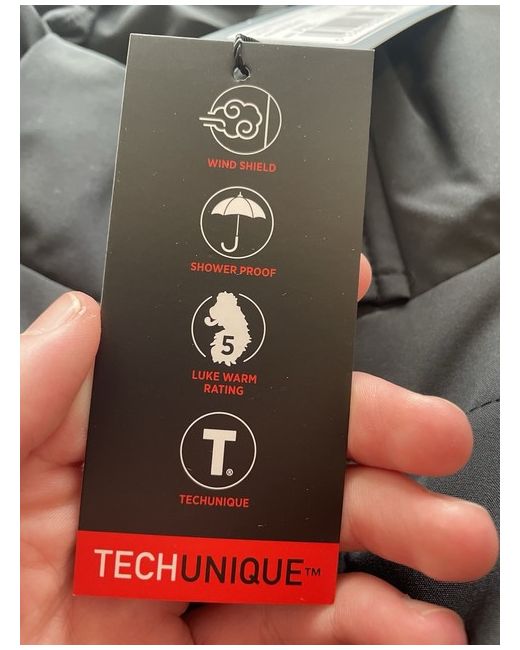 WIND SHIELD
SHOWER PROOF
5
LUKE WARM
RATING
T.®
TECHUNIQUE
TECHUNIQUE™